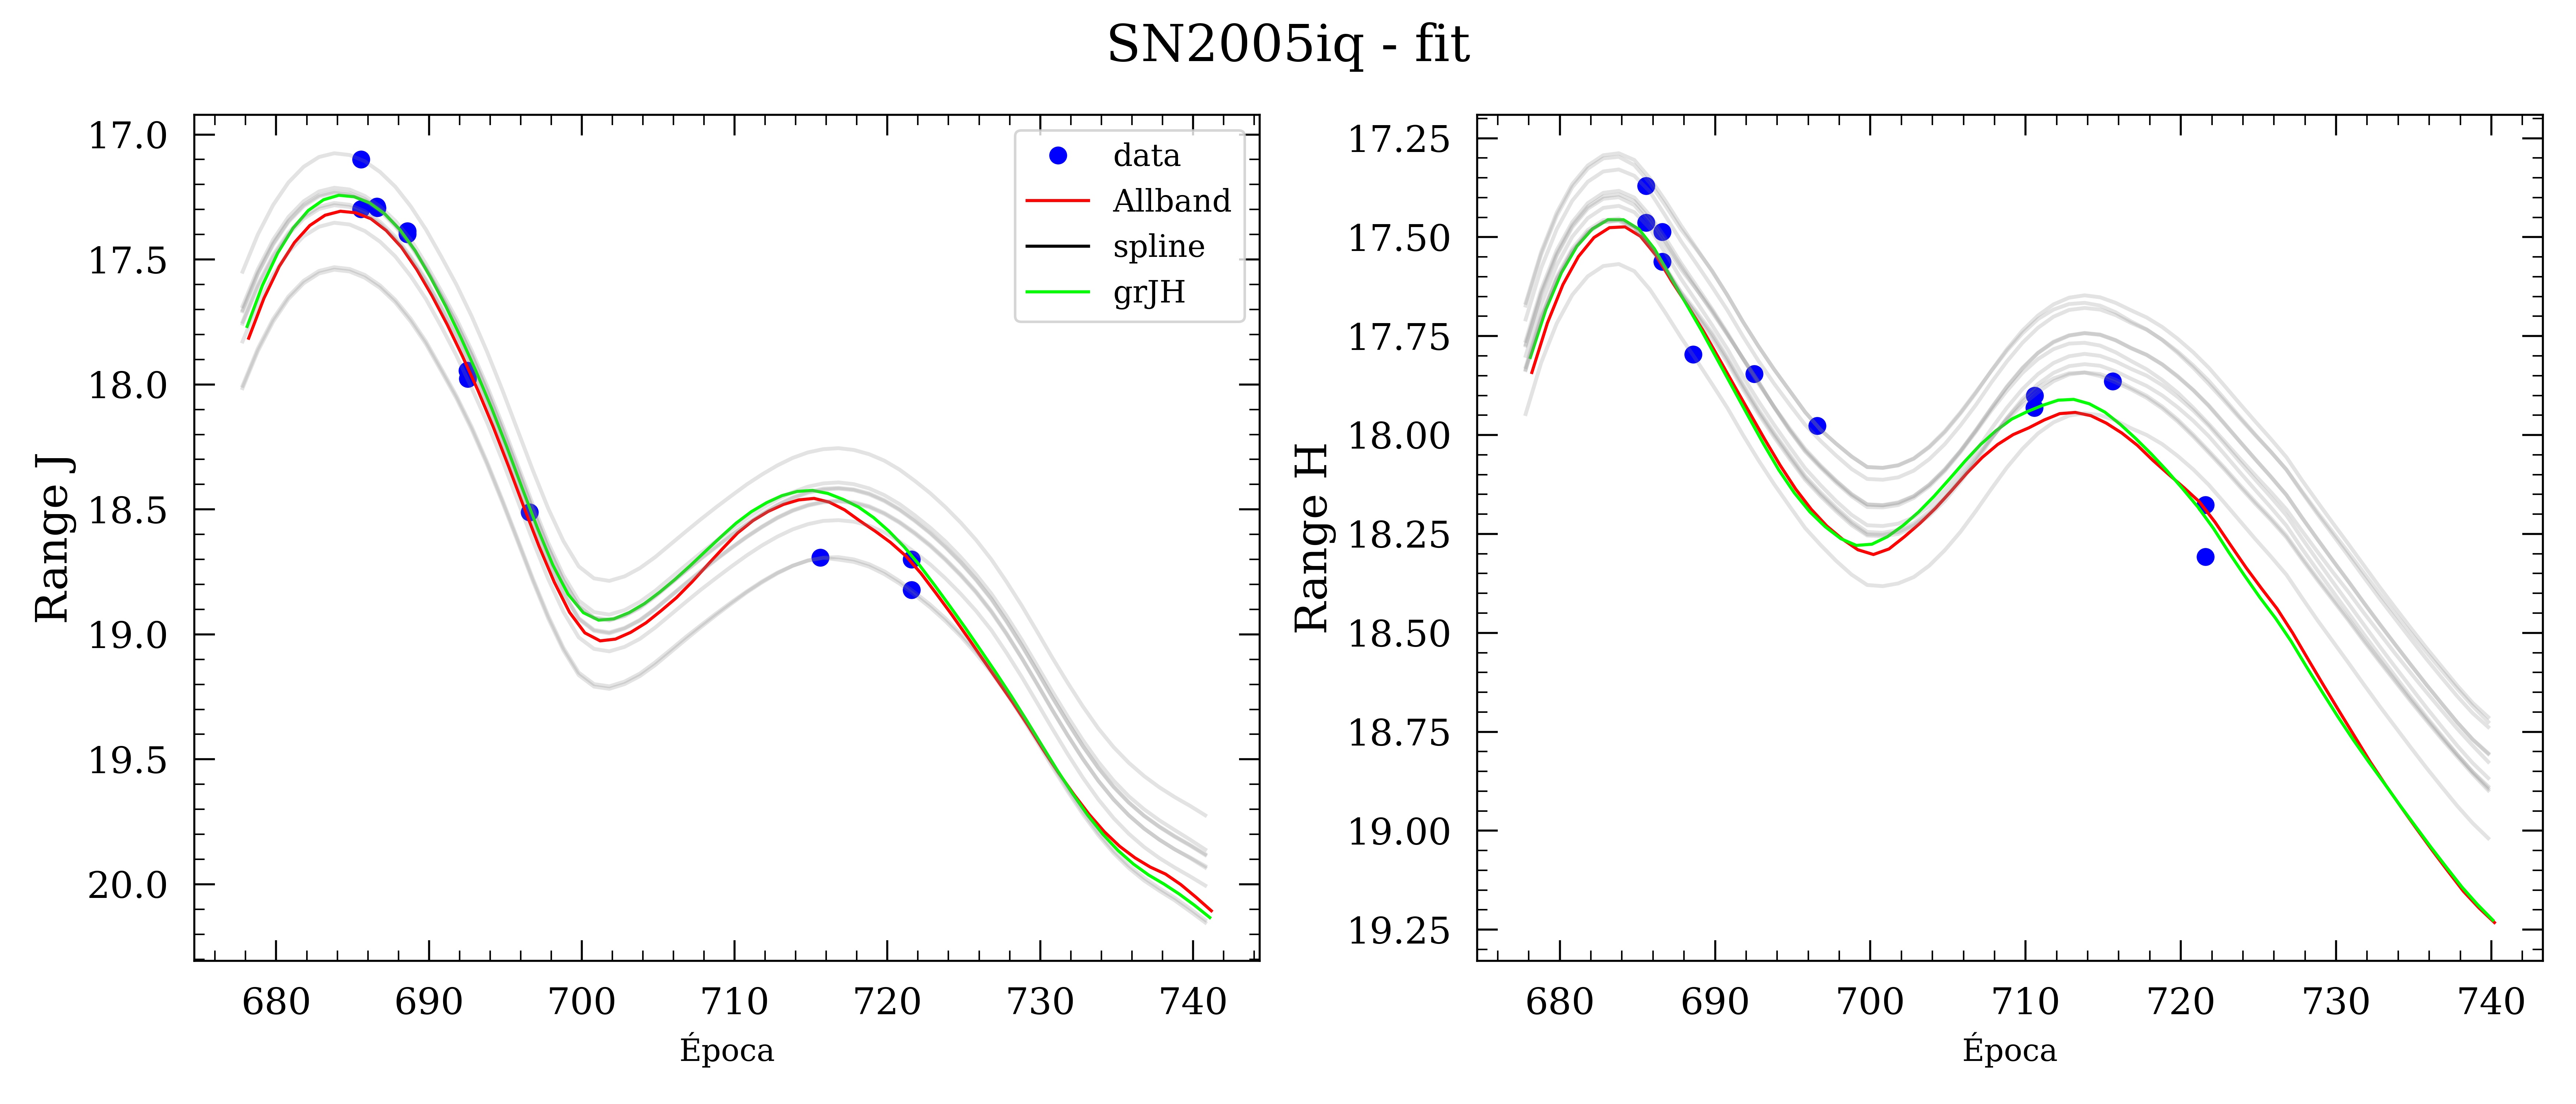 SN2005iq - fit
Range J
17.0
17.5
18.0
18.5
19.0
19.5
20.0
680 690 700 710 720 730 740
Época
data
Allband
spline
grJH
Range H
17.25
17.50
17.75
18.00
18.25
18.50
18.75
19.00
19.25
680 690 700 710 720 730 740
Época